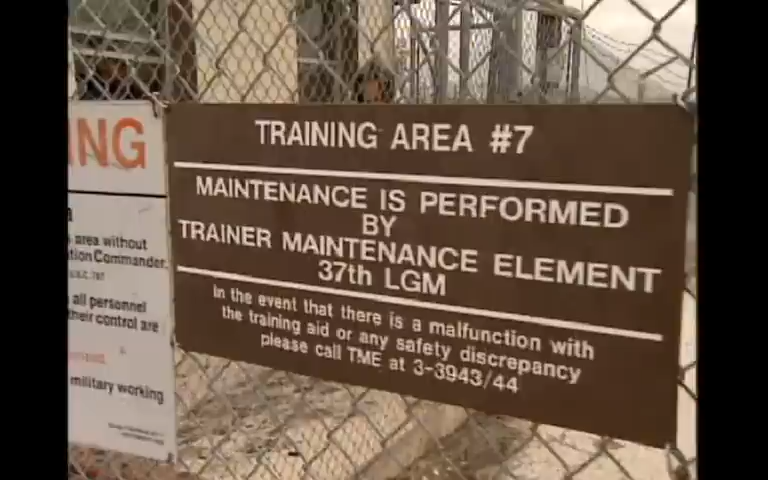 NG
area without
tion Commander.
all personnel
their control are
military working
TRAINING AREA #7
MAINTENANCE IS PERFORMED
BY
TRAINER MAINTENANCE ELEMENT
37th LGM
In the event that there is a malfunction with
the training aid or any safety discrepancy
please call TME at 3-3943/44